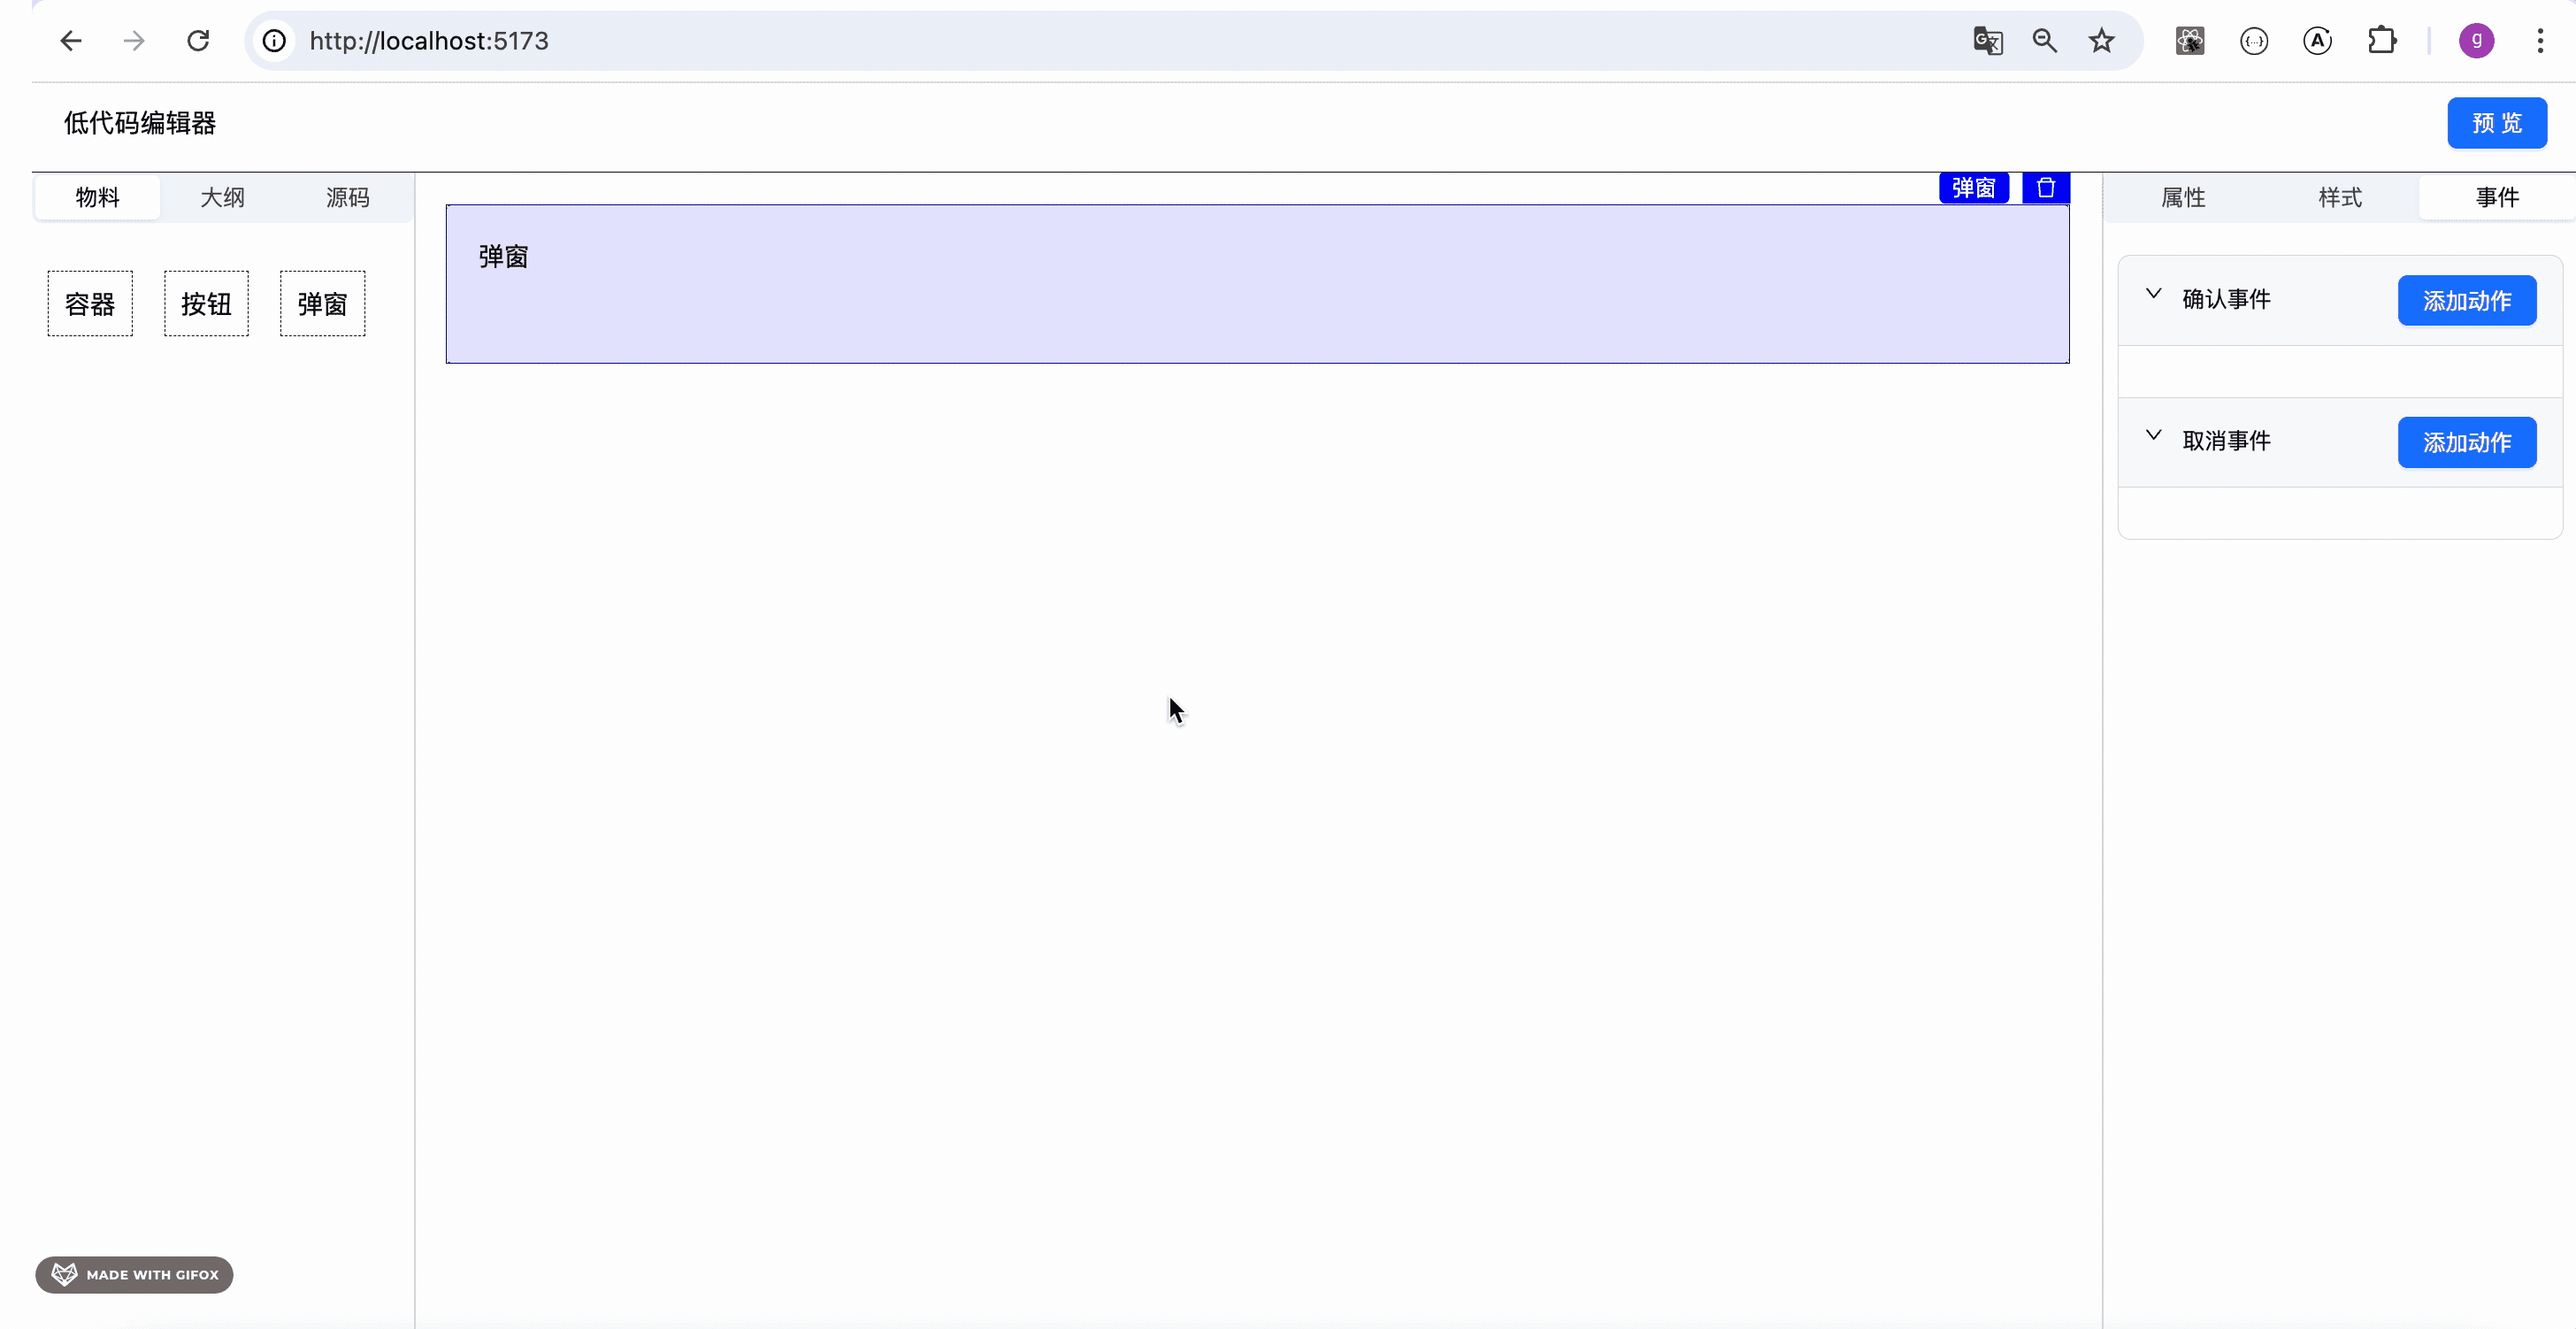 http://localhost:5173
g
低代码编辑器
预 览
物料 大纲 源码
弹窗
属性 样式 事件
容器 按钮 弹窗
弹窗
确认事件 添加动作
取消事件 添加动作
MADE WITH GIFOX